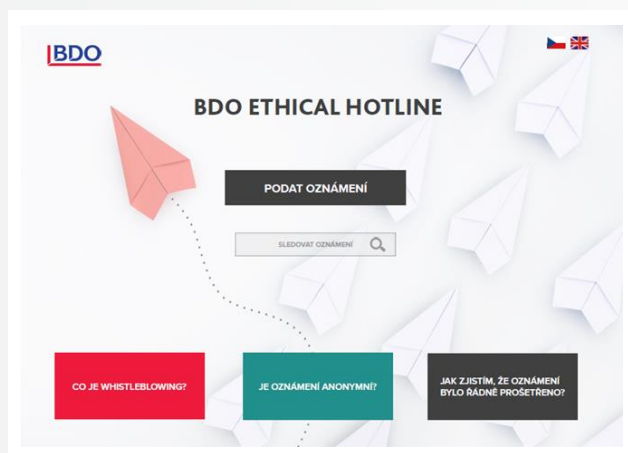 BDO
BDO ETHICAL HOTLINE
PODAT OZNÁMENÍ
SLEDOVAT OZNÁMENÍ
CO JE WHISTLEBLOWING?
JE OZNÁMENÍ ANONYMNÍ?
JAK ZJISTÍM, ŽE OZNÁMENÍ
BYLO ŘÁDNĚ PROŠETŘENO?